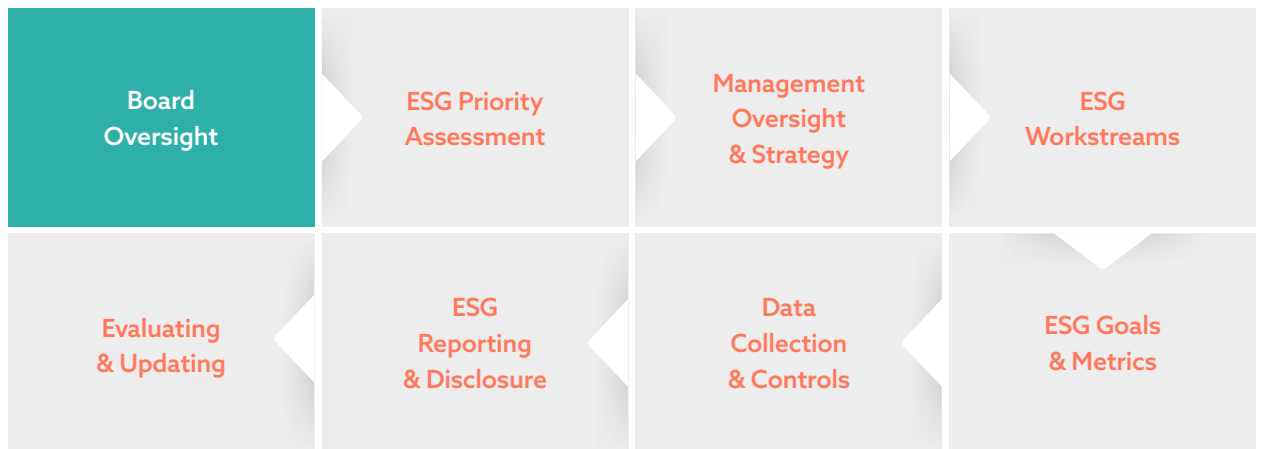 Board
Oversight
ESG Priority
Assessment
Management
Oversight
& Strategy
ESG
Workstreams
Evaluating
& Updating
ESG
Reporting
& Disclosure
Data
Collection
& Controls
ESG Goals
& Metrics